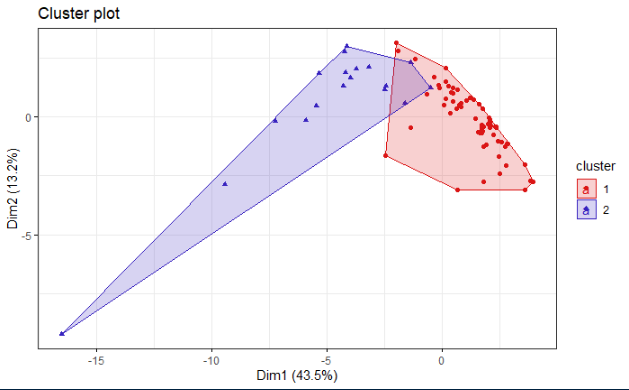 Cluster plot
0
-5
Dim2 (13.2%)
-15
-10
-5
0
Dim1 (43.5%)
cluster
a 1
a 2